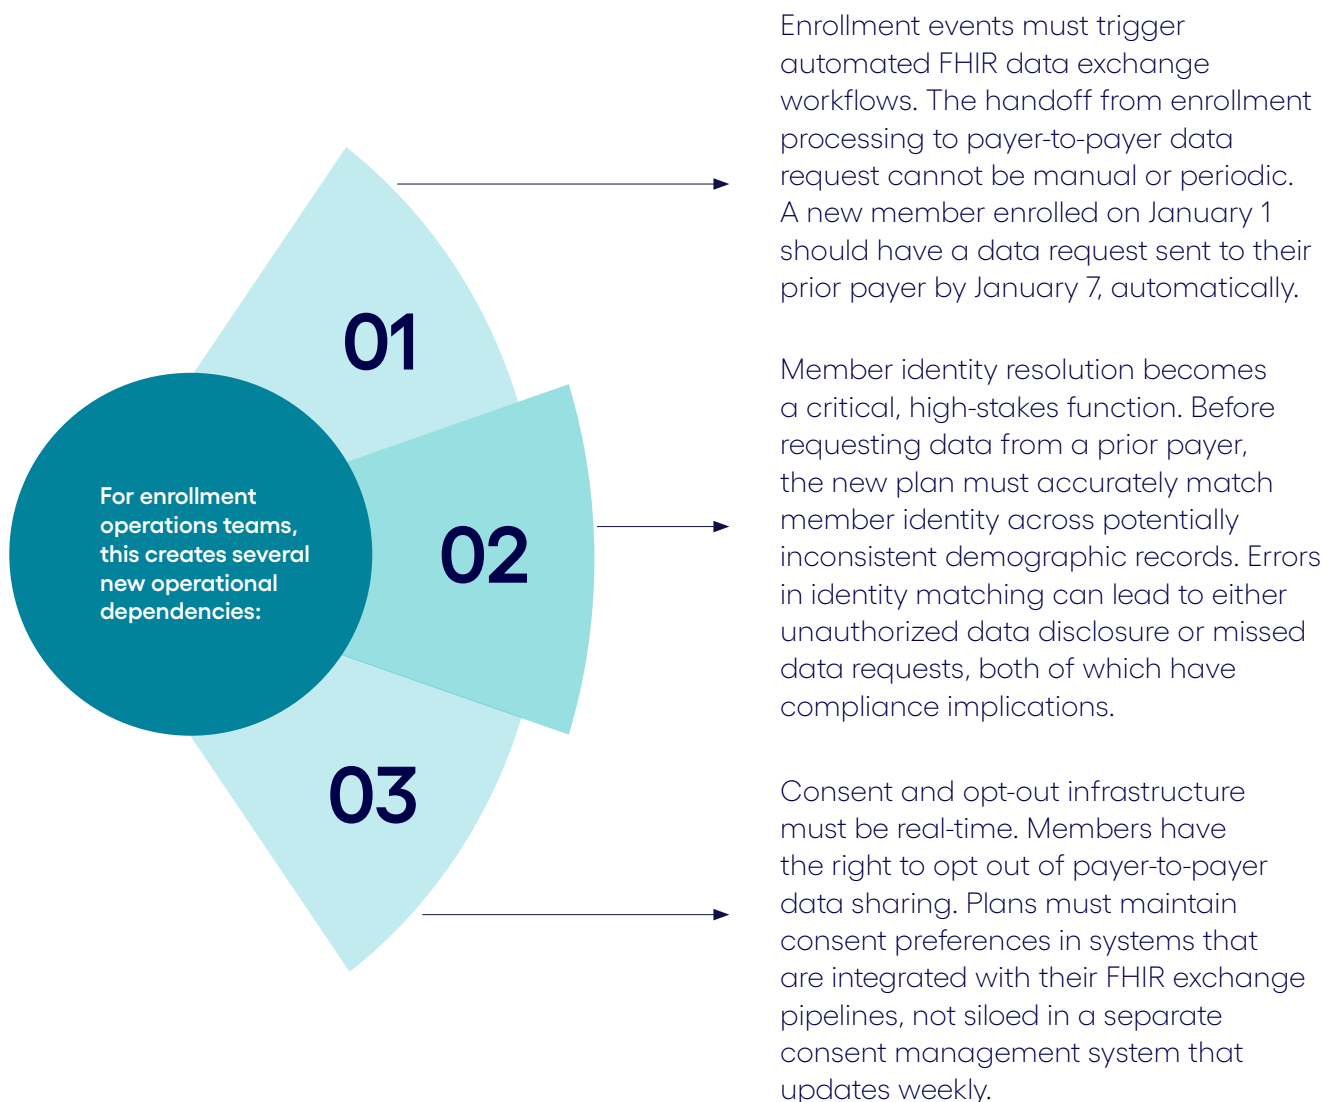 For enrollment
operations teams,
this creates several
new operational
dependencies:
01
Enrollment events must trigger
automated FHIR data exchange
workflows. The handoff from enrollment
processing to payer-to-payer data
request cannot be manual or periodic.
A new member enrolled on January 1
should have a data request sent to their
prior payer by January 7, automatically.
02
Member identity resolution becomes
a critical, high-stakes function. Before
requesting data from a prior payer,
the new plan must accurately match
member identity across potentially
inconsistent demographic records. Errors
in identity matching can lead to either
unauthorized data disclosure or missed
data requests, both of which have
compliance implications.
03
Consent and opt-out infrastructure
must be real-time. Members have
the right to opt out of payer-to-payer
data sharing. Plans must maintain
consent preferences in systems that
are integrated with their FHIR exchange
pipelines, not siloed in a separate
consent management system that
updates weekly.